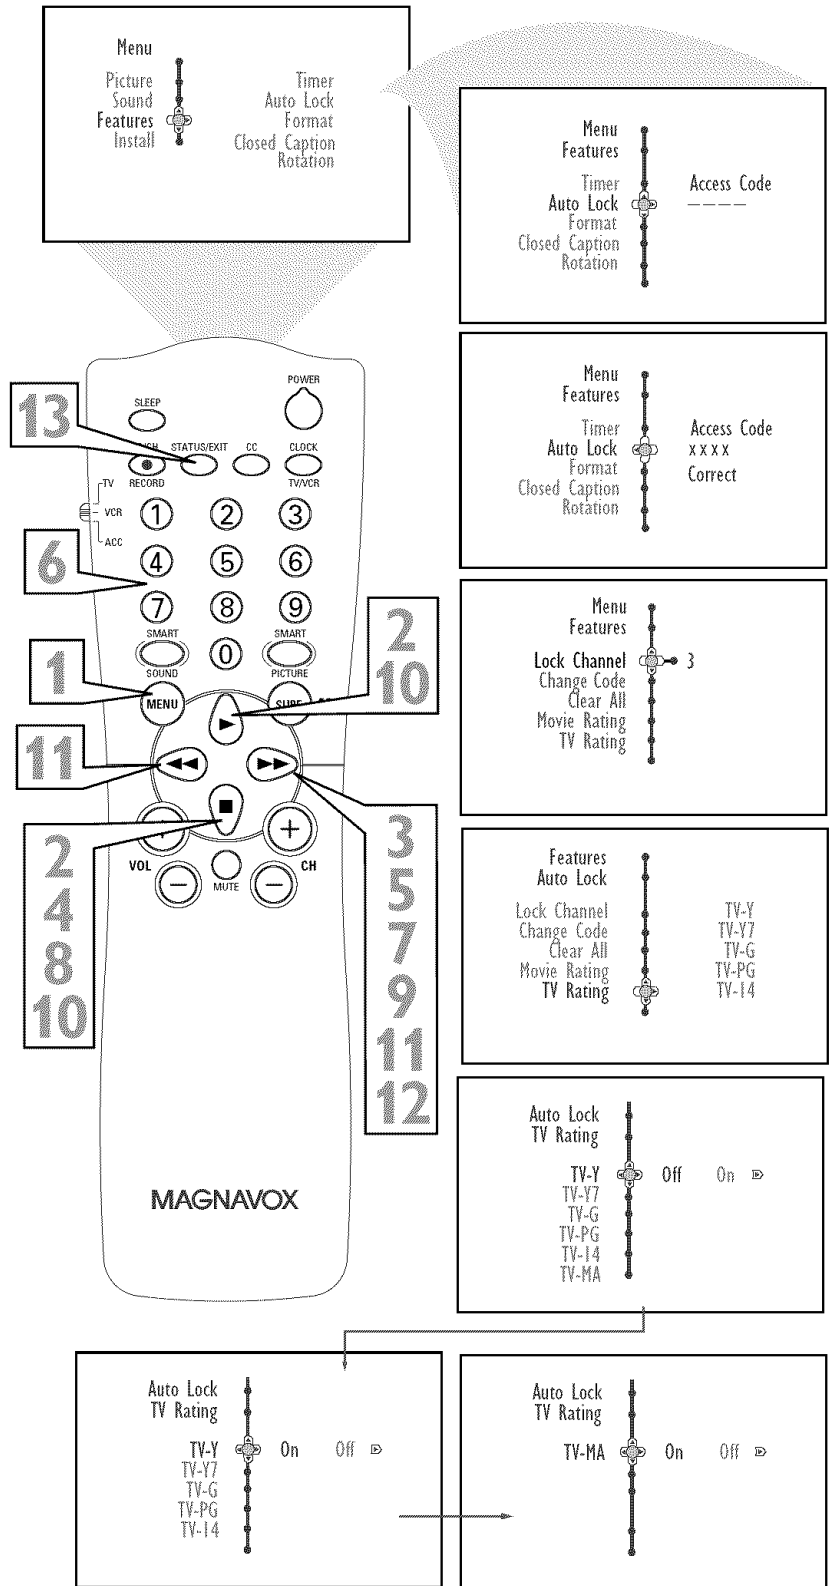 Menu
Picture Timer
Sound Auto Lock
Features Format
Install Closed Caption
Rotation
Menu
Features
Timer Access Code
Auto Lock _ _ _ _
Format
Closed Caption
Rotation
Menu
Features
Timer Access Code
Auto Lock x x x x
Format Correct
Closed Caption
Rotation
Menu
Features
Lock Channel 3
Change Code
Clear All
Movie Rating
TV Rating
Features
Auto Lock
Lock Channel TV-Y
Change Code TV-Y7
Clear All TV-G
Movie Rating TV-PG
TV Rating TV-14
Auto Lock
TV Rating
TV-Y Off On
TV-Y7
TV-G
TV-PG
TV-14
TV-MA
POWER
SLEEP
13
STATUS/EXIT CC CLOCK
RECORD TV/VCR
TV
VCR
ACC
1 2 3
4 5 6
7 8 9
SMART 0 SMART
SOUND PICTURE
MENU
6
1
11
2
10
2
4
8
10
3
5
7
9
11
12
VOL MUTE CH
MAGNAVOX
Auto Lock
TV Rating
TV-Y On Off
TV-Y7
TV-G
TV-PG
TV-14
Auto Lock
TV Rating
TV-MA On Off